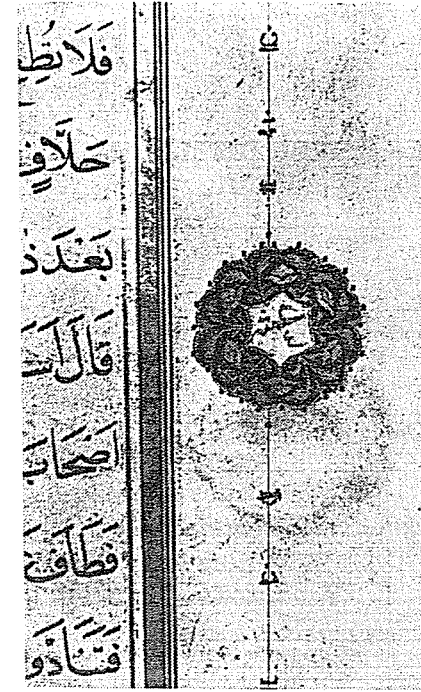 فَلَا تُطِ
حَلَّافٍ
بَعْدَ ذ
قَالَ اَسَ
اَصْحَابَ
فَطَافَ
فَتَنَادَو